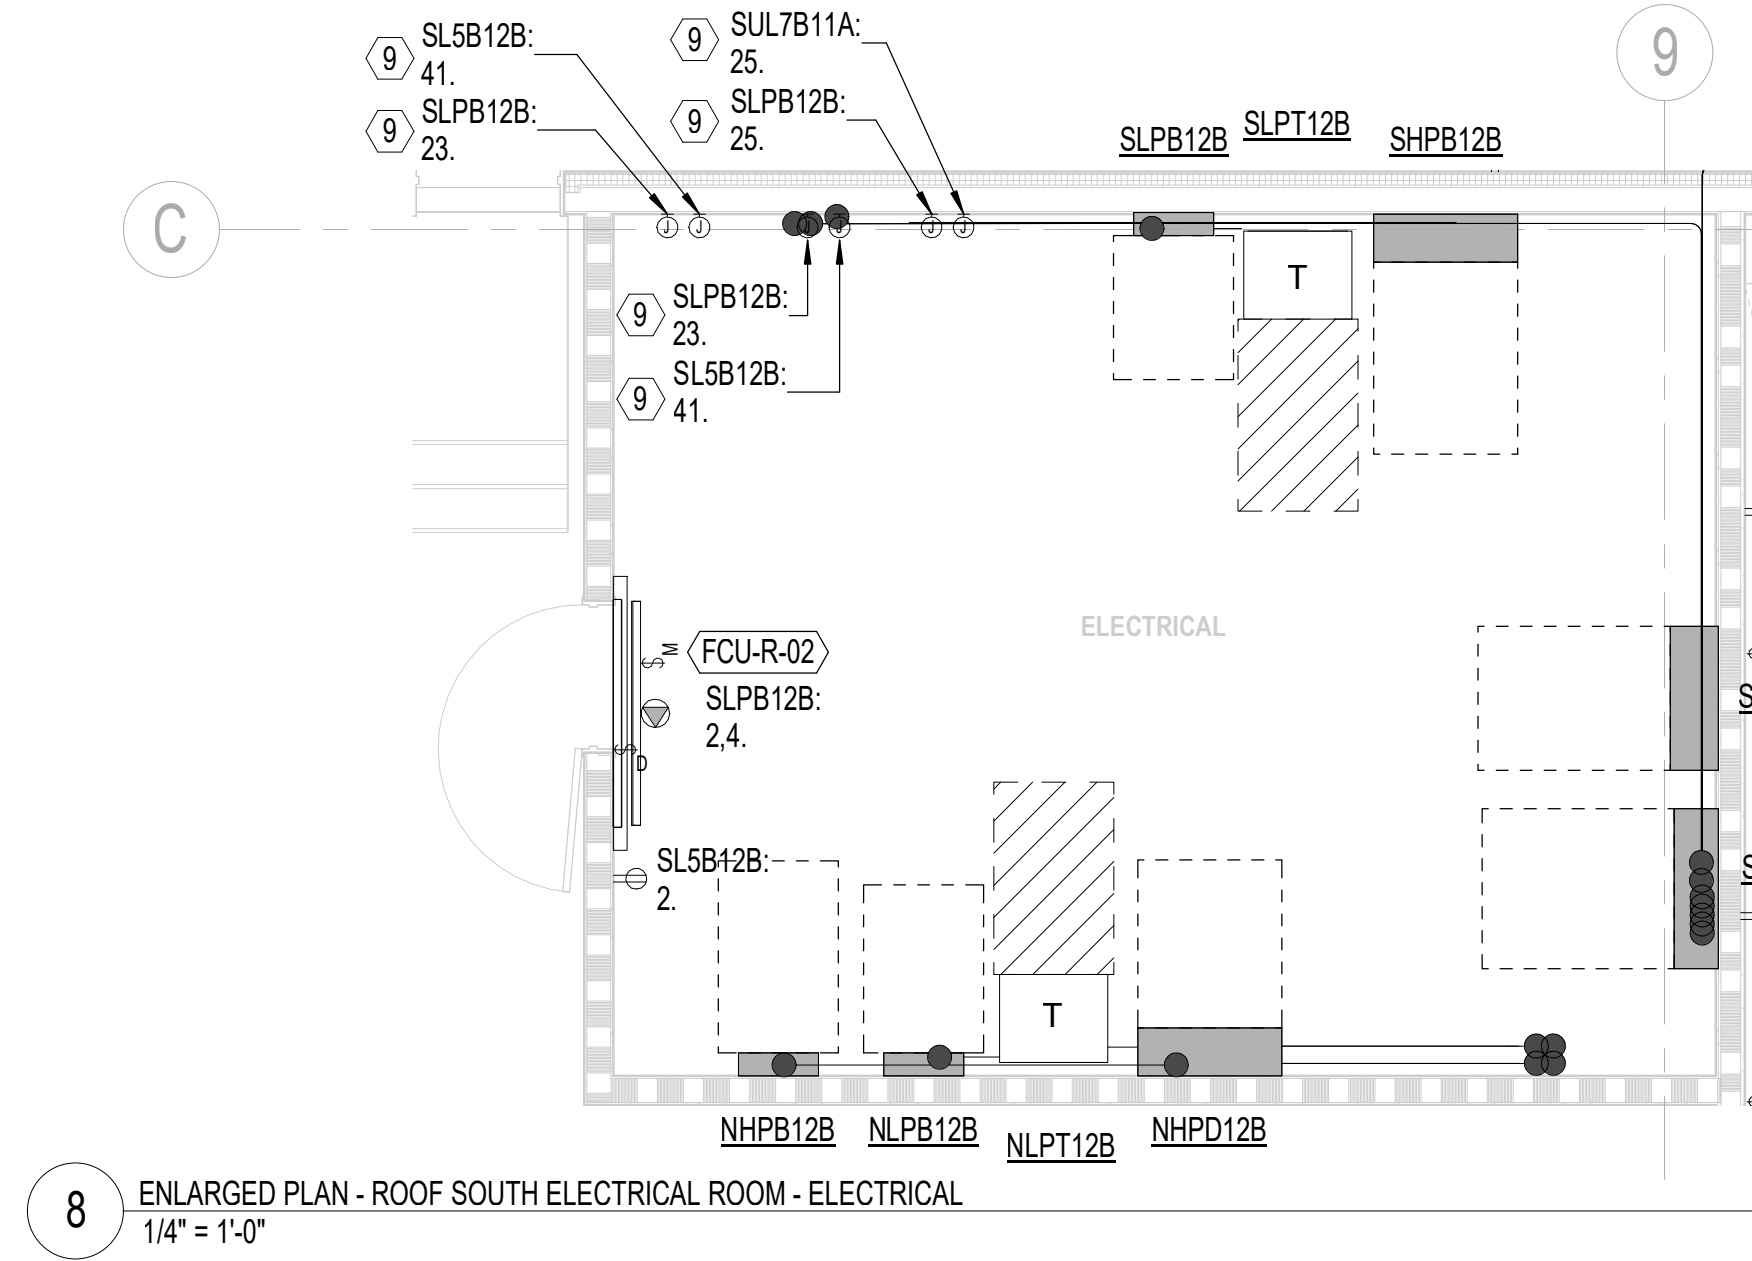 9
SL5B12B:
41.
9
SLPB12B:
23.
9
SUL7B11A:
25.
9
SLPB12B:
25.
SLPB12B
SLPT12B
SHPB12B
9
C
J
J
J
J
J
J
T
9
SLPB12B:
23.
9
SL5B12B:
41.
ELECTRICAL
S M
FCU-R-02
SLPB12B:
2,4.
S D
SL5B12B:
2.
S
S
T
NHPB12B
NLPB12B
NLPT12B
NHPD12B
8
ENLARGED PLAN - ROOF SOUTH ELECTRICAL ROOM - ELECTRICAL
1/4" = 1'-0"